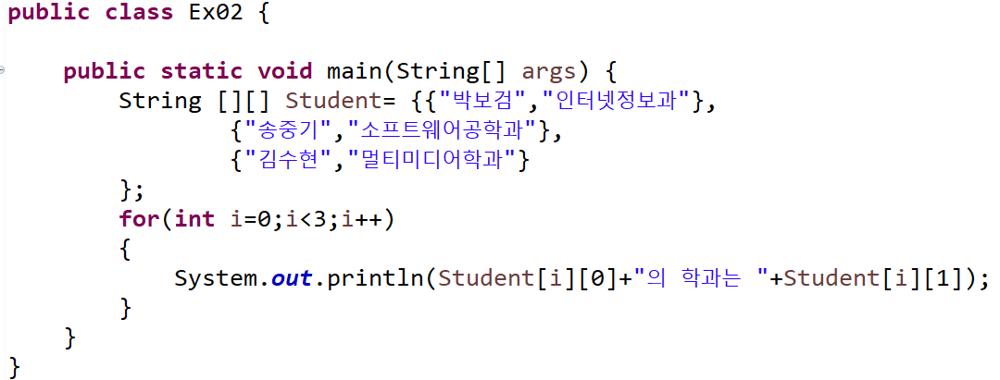 public class Ex02 {
public static void main(String[] args) {
String [][] Student= {{"박보검","인터넷정보과"},
{"송중기","소프트웨어공학과"},
{"김수현","멀티미디어학과"}
};
for(int i=0;i<3;i++)
{
System.out.println(Student[i][0]+"의 학과는 "+Student[i][1]);
}
}
}